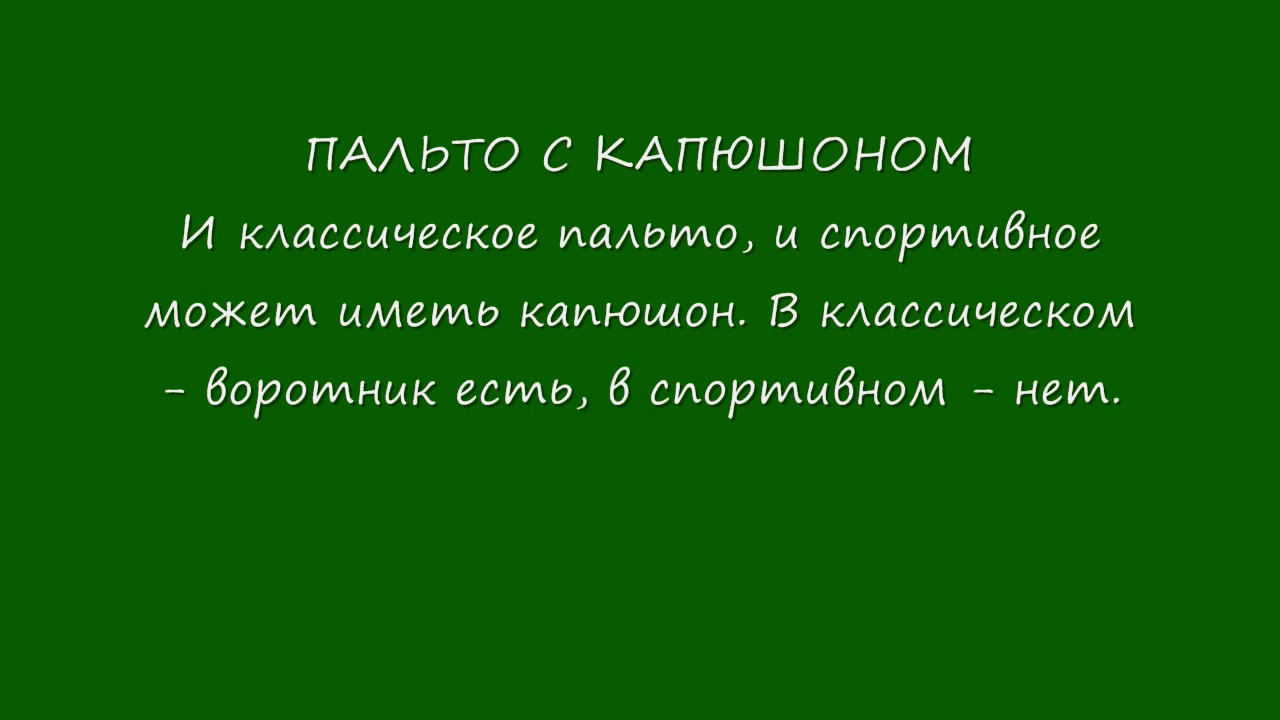 ПАЛЬТО С КАПЮШОНОМ
И классическое пальто, и спортивное
может иметь капюшон. В классическом
- воротник есть, в спортивном - нет.